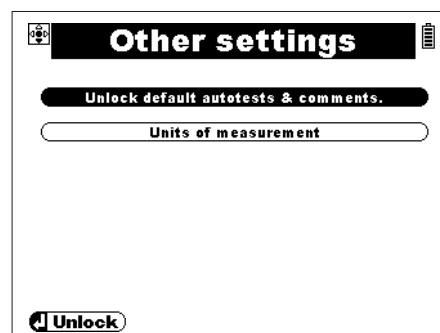 Other settings
Unlock default autotests & comments.
Units of measurement
Unlock